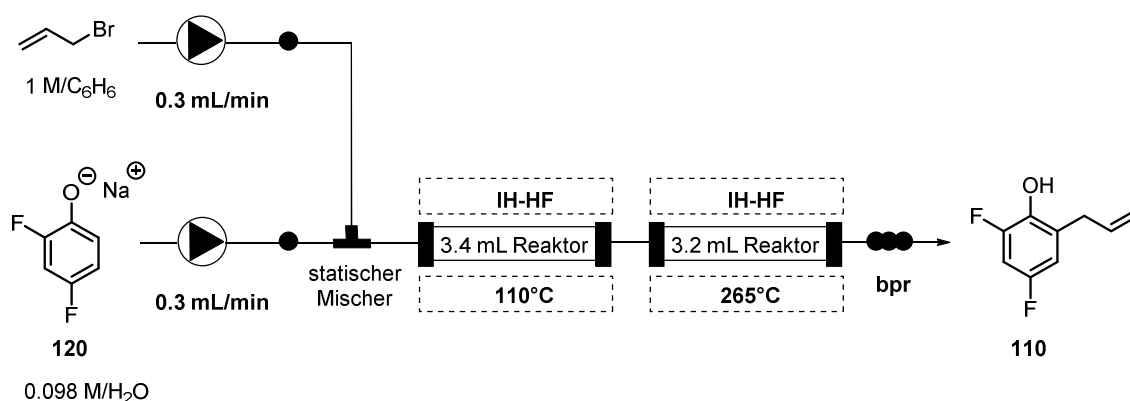 Br
1 M/C6H6
0.3 mL/min
O⊖ Na⊕
F
F
120
0.098 M/H2O
0.3 mL/min
statischer
Mischer
IH-HF
3.4 mL Reaktor
110°C
IH-HF
3.2 mL Reaktor
265°C
bpr
OH
F
F
110